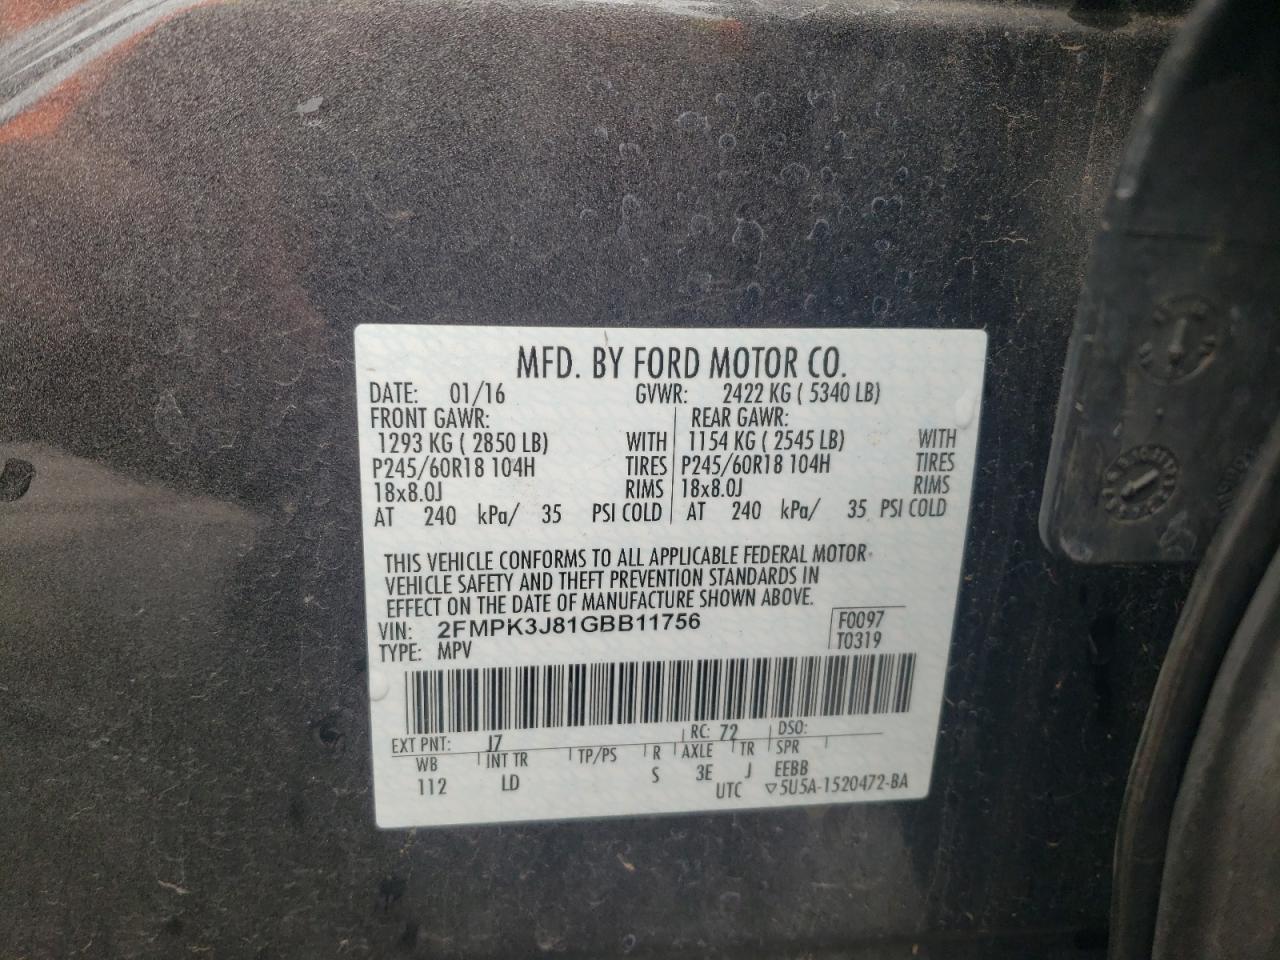 MFD. BY FORD MOTOR CO.
DATE: 01/16 GVWR: 2422 KG ( 5340 LB)
FRONT GAWR: REAR GAWR:
1293 KG ( 2850 LB) WITH 1154 KG ( 2545 LB) WITH
P245/60R18 104H TIRES P245/60R18 104H TIRES
18x8.0J RIMS 18x8.0J RIMS
AT 240 kPa/ 35 PSI COLD AT 240 kPa/ 35 PSI COLD
THIS VEHICLE CONFORMS TO ALL APPLICABLE FEDERAL MOTOR
VEHICLE SAFETY AND THEFT PREVENTION STANDARDS IN
EFFECT ON THE DATE OF MANUFACTURE SHOWN ABOVE.
VIN: 2FMPK3J81GBB11756 F0097
TYPE: MPV T0319
EXT PNT: J7 RC: 72 DSO:
WB INT TR TP/PS R AXLE TR SPR
112 LD S 3E J EEBB
UTC ▽5U5A-1520472-BA